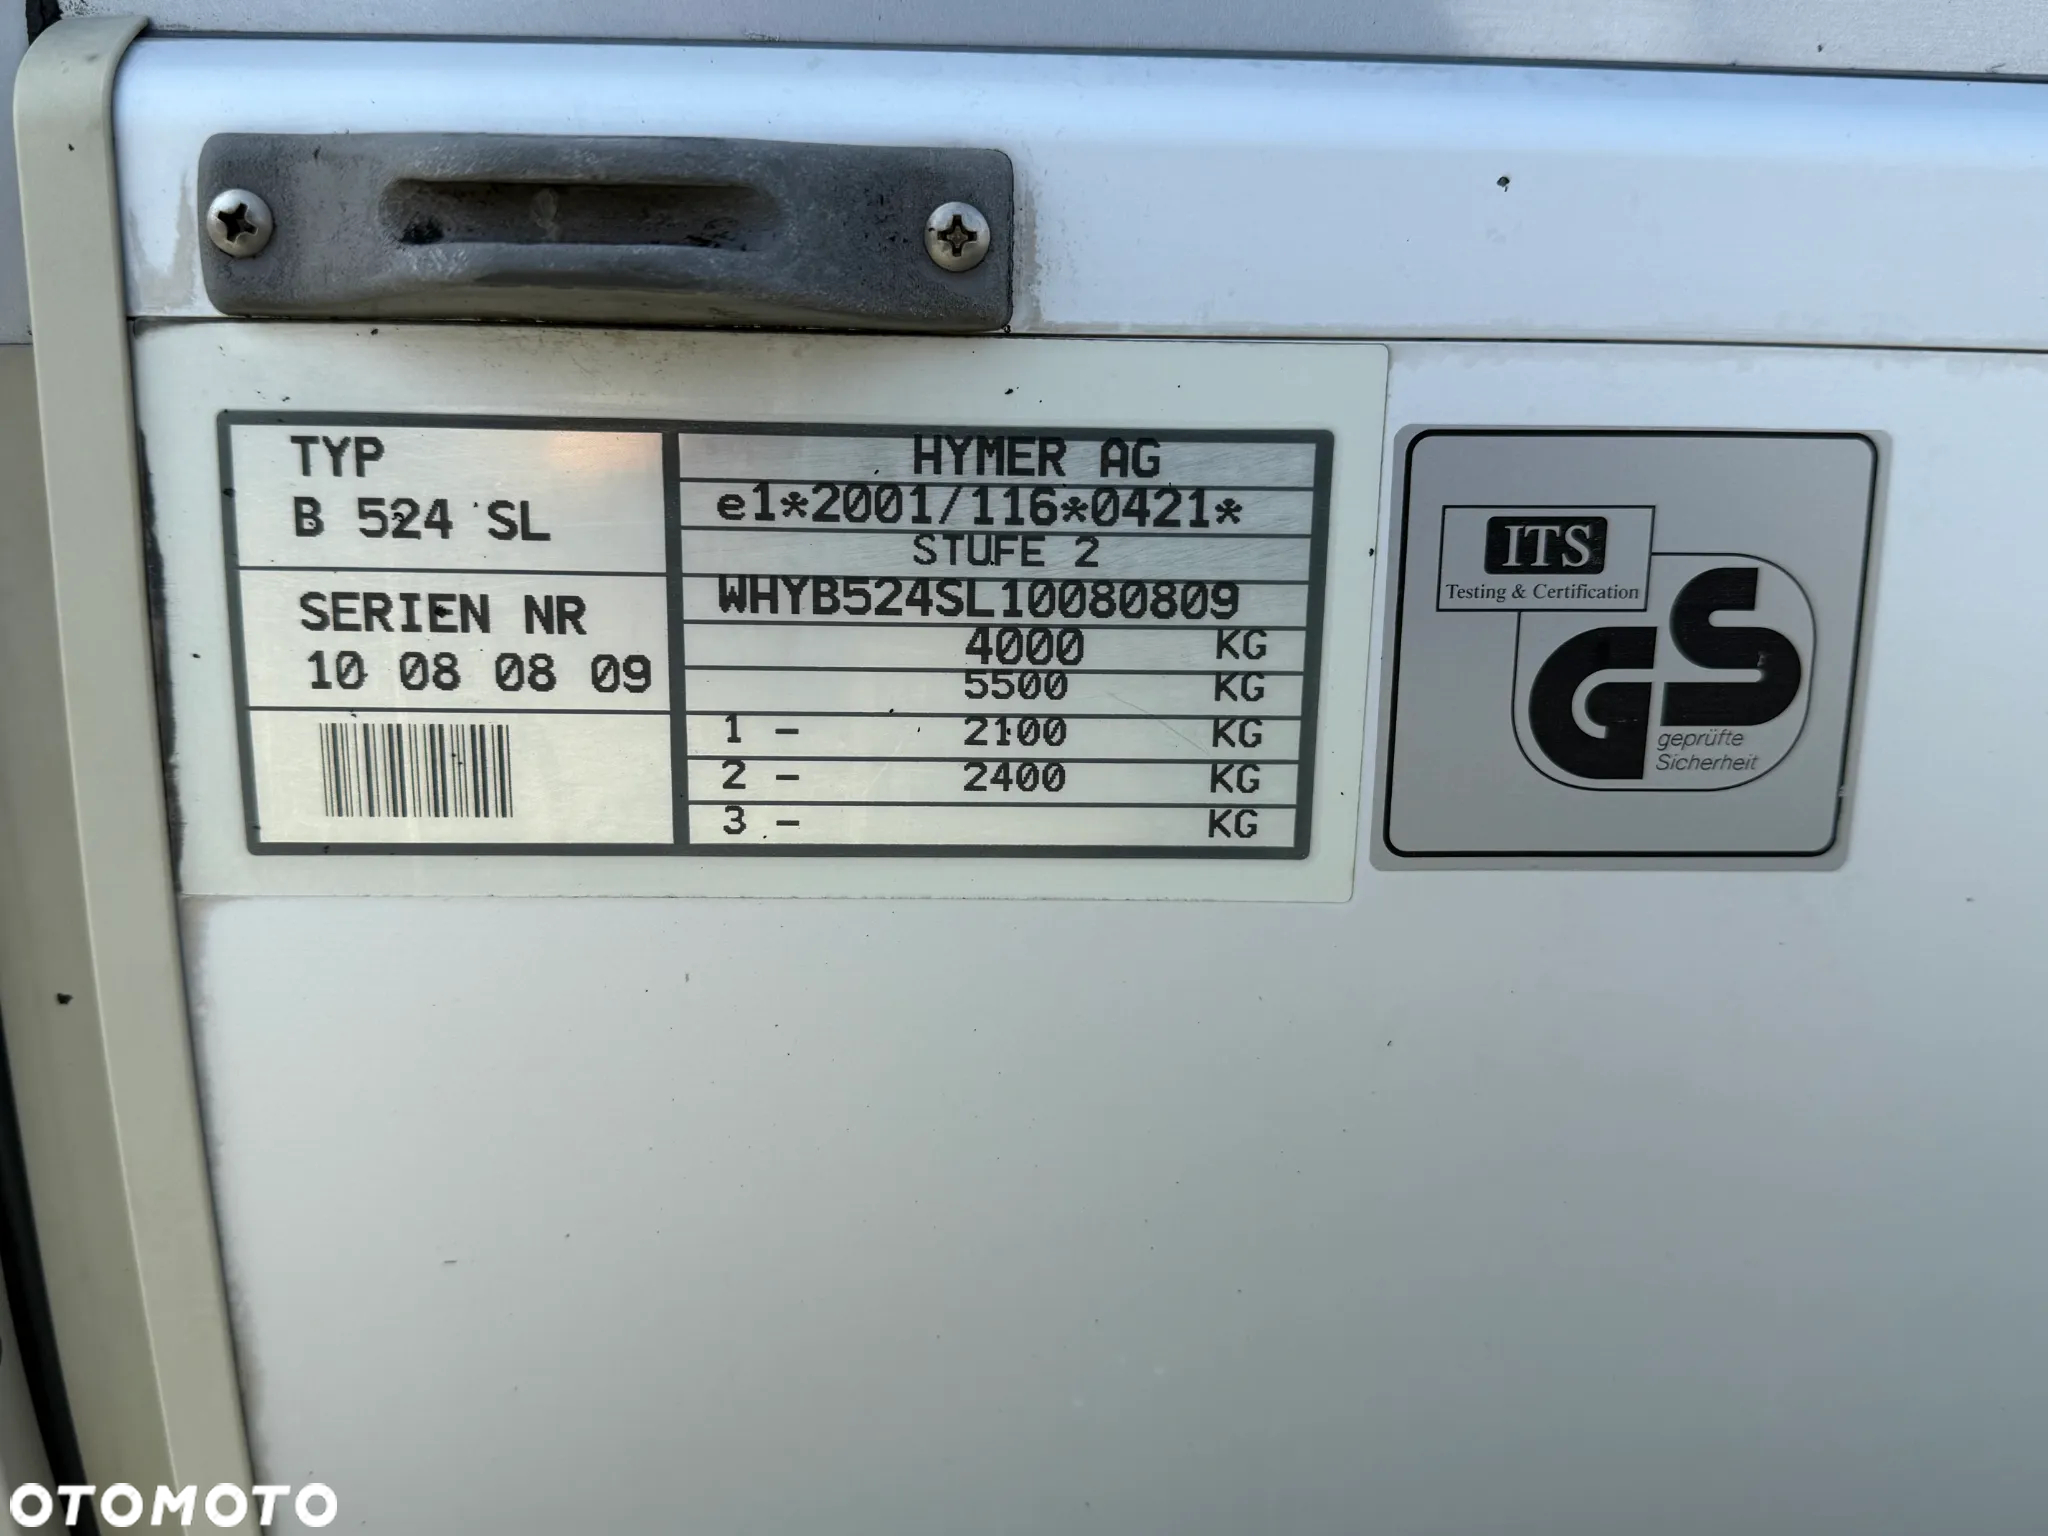 TYP
B 524 SL
SERIEN NR
10 08 08 09
HYMER AG
e1*2001/116*0421*
STUFE 2
WHYB524SL10080809
4000 KG
5500 KG
1 - 2100 KG
2 - 2400 KG
3 - KG
ITS
Testing & Certification
GS
geprüfte
Sicherheit
OTOMOTO